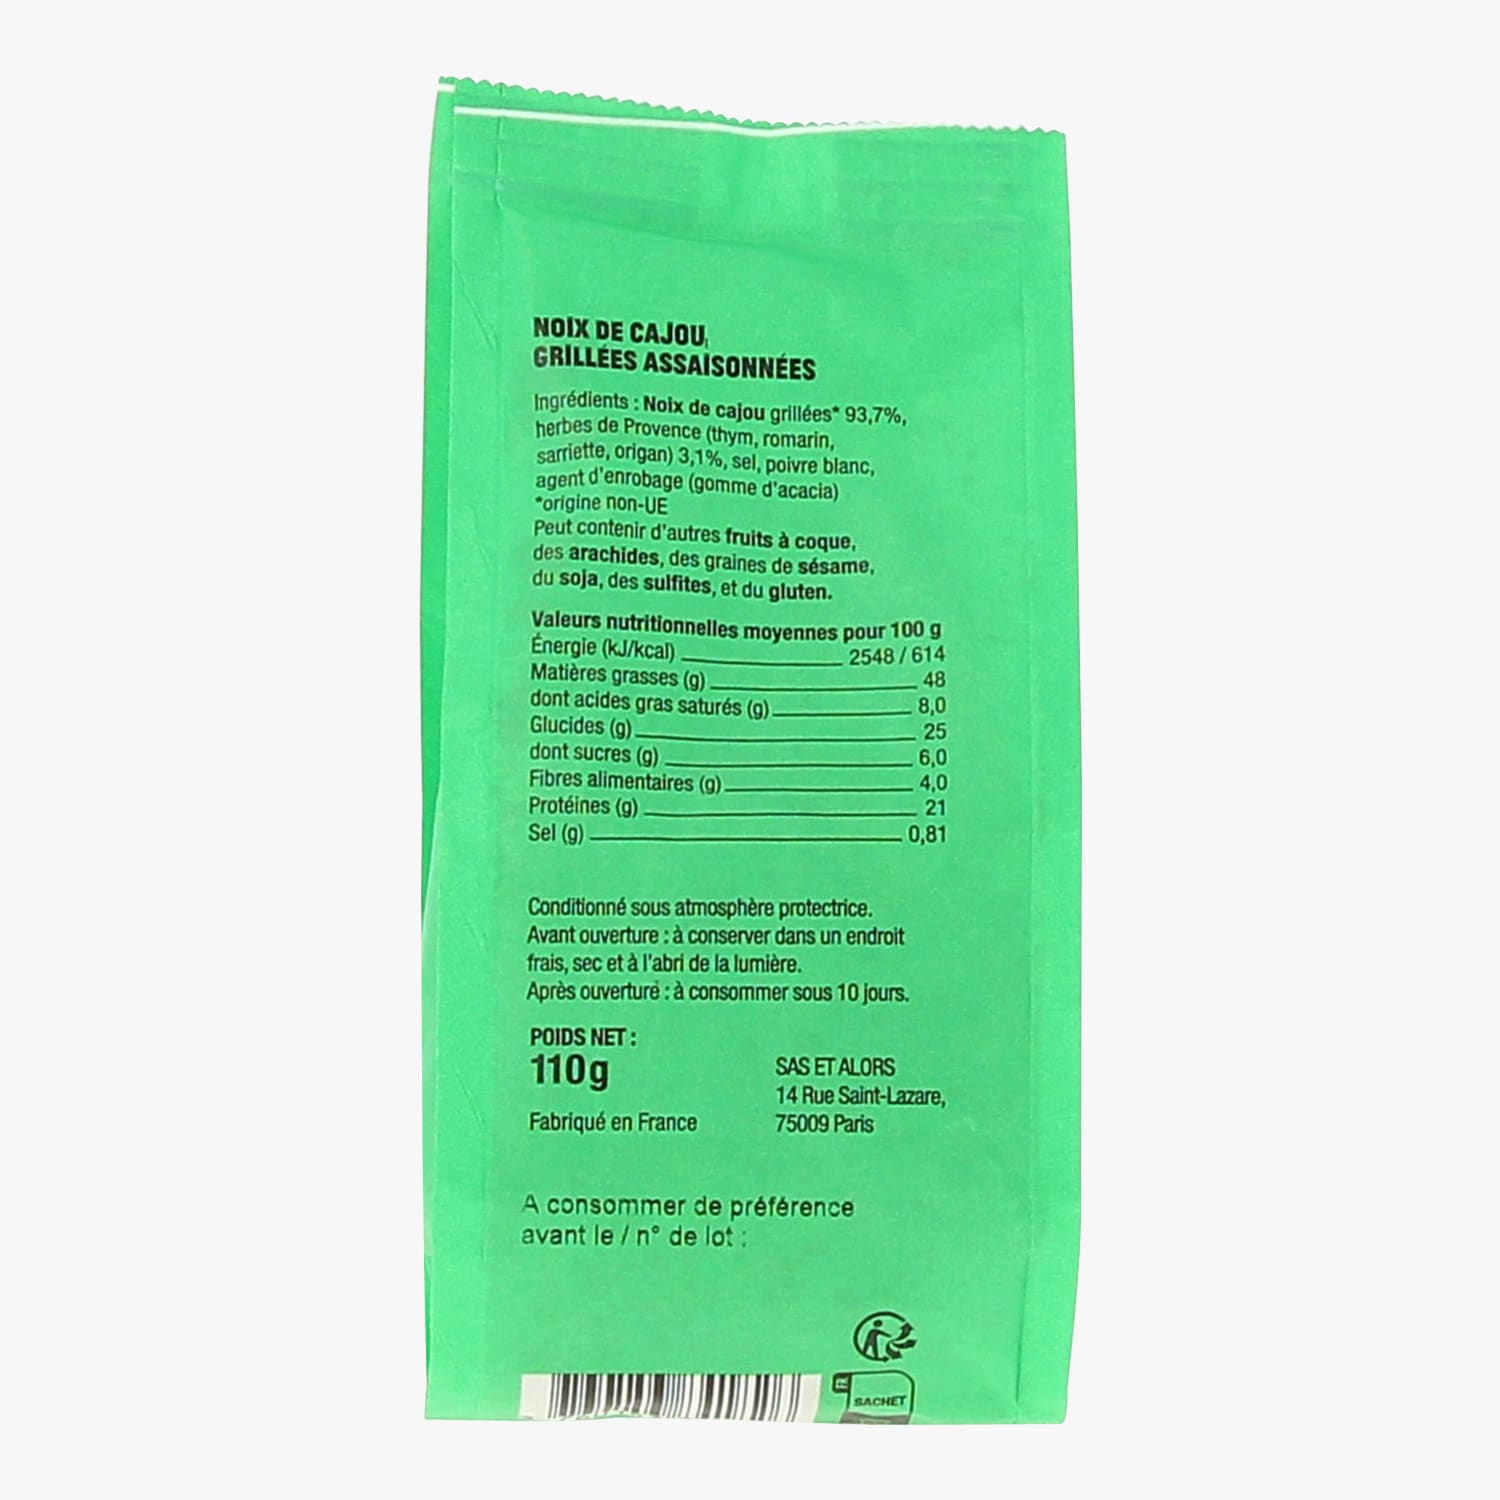 NOIX DE CAJOU,
GRILLÉES ASSAISONNÉES
Ingrédients : Noix de cajou grillées* 93,7%,
herbes de Provence (thym, romarin,
sarriette, origan) 3,1%, sel, poivre blanc,
agent d'enrobage (gomme d'acacia)
*origine non-UE
Peut contenir d'autres fruits à coque,
des arachides, des graines de sésame,
du soja, des sulfites, et du gluten.
Valeurs nutritionnelles moyennes pour 100 g
Énergie (kJ/kcal) 2548 / 614
Matières grasses (g) 48
dont acides gras saturés (g) 8,0
Glucides (g) 25
dont sucres (g) 6,0
Fibres alimentaires (g) 4,0
Protéines (g) 21
Sel (g) 0,81
Conditionné sous atmosphère protectrice.
Avant ouverture : à conserver dans un endroit
frais, sec et à l'abri de la lumière.
Après ouverture : à consommer sous 10 jours.
POIDS NET :
110g
Fabriqué en France
SAS ET ALORS
14 Rue Saint-Lazare,
75009 Paris
A consommer de préférence
avant le / n° de lot :
SACHET